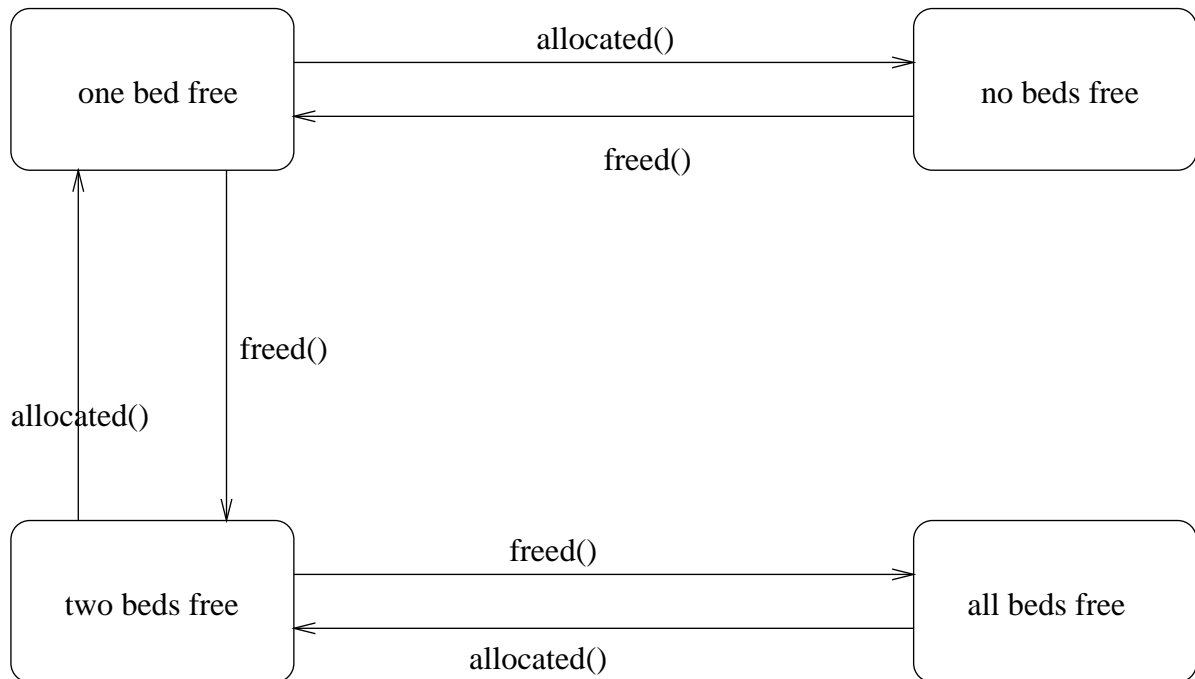 allocated()
one bed free
no beds free
freed()
freed()
allocated()
freed()
two beds free
all beds free
allocated()